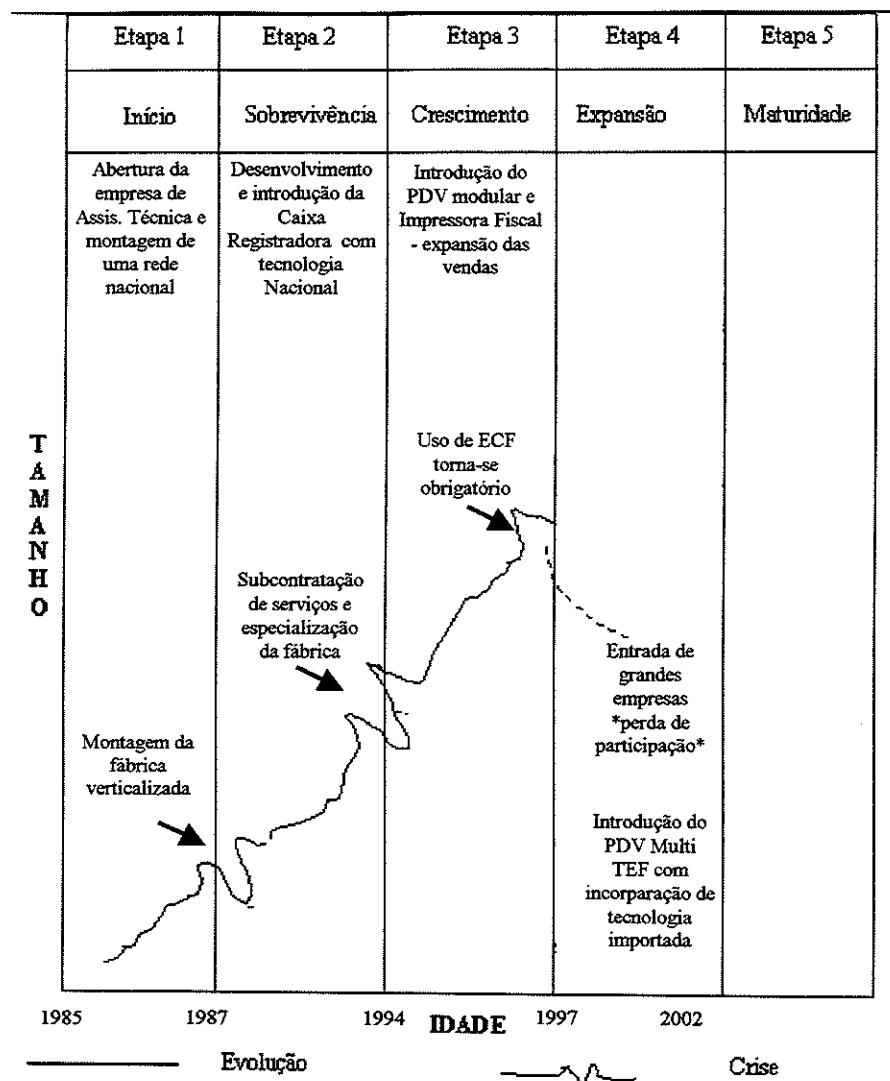 Etapa 1
Etapa 2
Etapa 3
Etapa 4
Etapa 5
Início
Sobrevivência
Crescimento
Expansão
Maturidade
Abertura da
empresa de
Assis. Técnica e
montagem de
uma rede
nacional
Desenvolvimento
e introdução da
Caixa
Registradora com
tecnologia
Nacional
Introdução do
PDV modular e
Impressora Fiscal
- expansão das
vendas
T
A
M
A
N
H
O
Uso de ECF
torna-se
obrigatório
Subcontratação
de serviços e
especialização
da fábrica
Montagem da
fábrica
verticalizada
Entrada de
grandes
empresas
*perda de
participação*
Introdução do
PDV Multi
TEF com
incorparação de
tecnologia
importada
1985
1987
1994
IDADE
1997
2002
Evolução
Crise